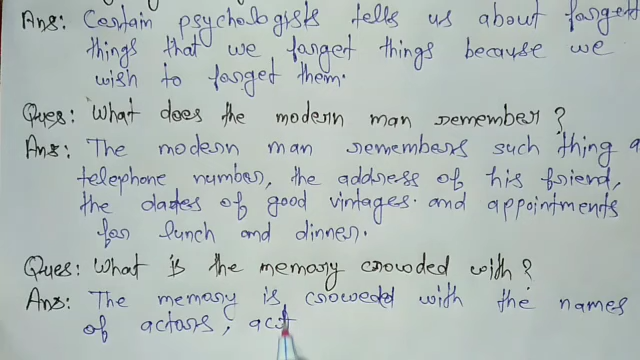 Ans: Certain psychologists tells us about forget
things that we forget things because we
wish to forget them.
Ques: What does the modern man remember?
Ans: The modern man remembers such thing a
telephone number, the address of his friend,
the dates of good vintages. and appointments
for lunch and dinner.
Ques: What is the memory crowded with?
Ans: The memory is croweded with the names
of actors, act